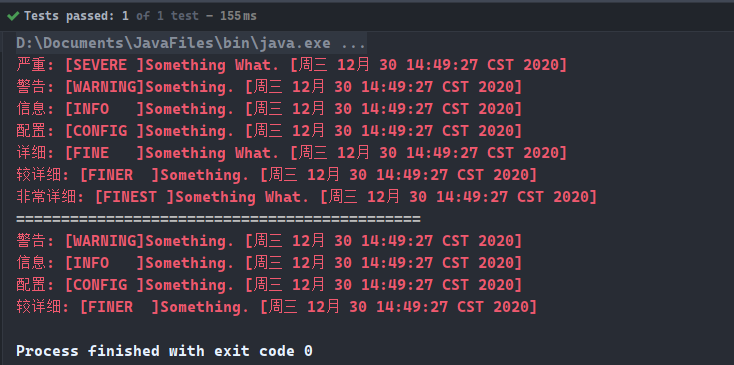 Tests passed: 1 of 1 test – 155 ms
D:\Documents\JavaFiles\bin\java.exe ...
严重: [SEVERE ]Something What. [周三 12月 30 14:49:27 CST 2020]
警告: [WARNING]Something. [周三 12月 30 14:49:27 CST 2020]
信息: [INFO   ]Something. [周三 12月 30 14:49:27 CST 2020]
配置: [CONFIG ]Something. [周三 12月 30 14:49:27 CST 2020]
详细: [FINE   ]Something What. [周三 12月 30 14:49:27 CST 2020]
较详细: [FINER  ]Something. [周三 12月 30 14:49:27 CST 2020]
非常详细: [FINEST ]Something What. [周三 12月 30 14:49:27 CST 2020]
=============================================
警告: [WARNING]Something. [周三 12月 30 14:49:27 CST 2020]
信息: [INFO   ]Something. [周三 12月 30 14:49:27 CST 2020]
配置: [CONFIG ]Something. [周三 12月 30 14:49:27 CST 2020]
较详细: [FINER  ]Something. [周三 12月 30 14:49:27 CST 2020]
Process finished with exit code 0